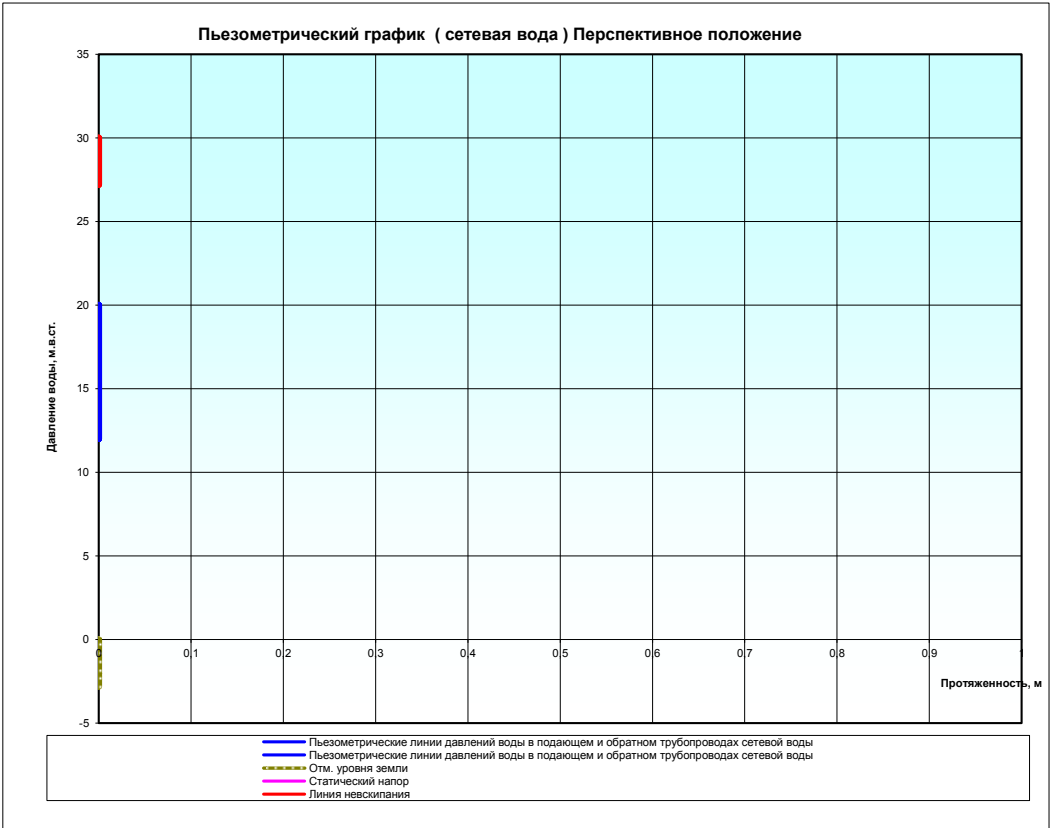 Пьезометрический график ( сетевая вода ) Перспективное положение
35
30
25
20
15
10
5
0
-5
Давление воды, м.в.ст.
0 0,1 0,2 0,3 0,4 0,5 0,6 0,7 0,8 0,9 1
Протяженность, м
Пьезометрические линии давлений воды в подающем и обратном трубопроводах сетевой воды
Пьезометрические линии давлений воды в подающем и обратном трубопроводах сетевой воды
Отм. уровня земли
Статический напор
Линия невскипания